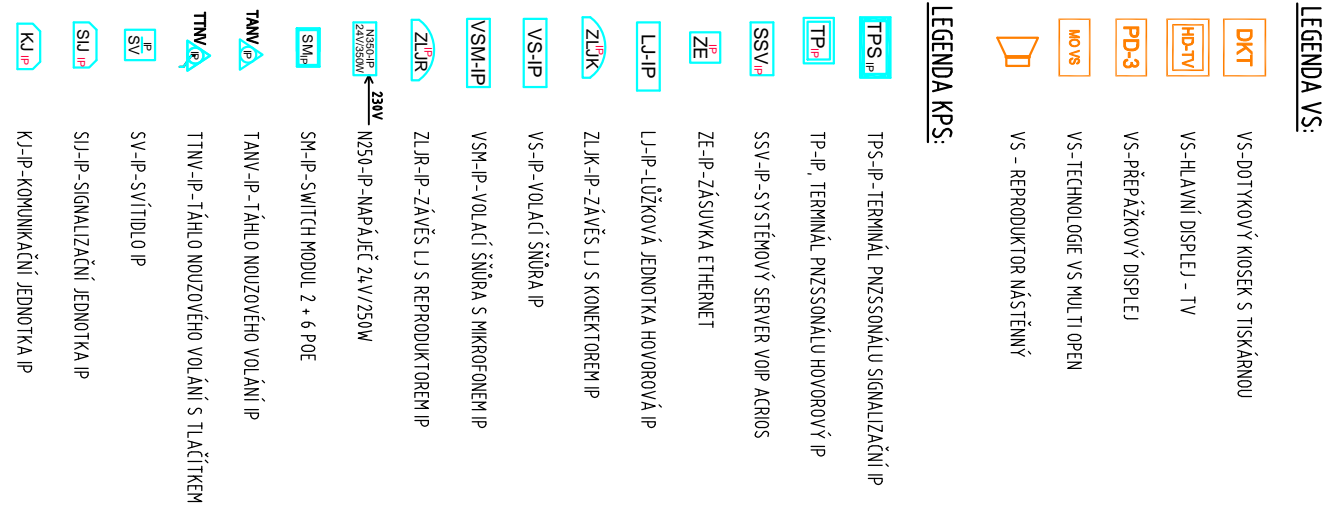 LEGENDA VS:
DKT VS-DOTYKOVÝ KIOSEK S TISKÁRNOU
HD-TV VS-HLAVNÍ DISPLEJ - TV
PD-3 VS-PŘEPÁŽKOVÝ DISPLEJ
MO VS VS-TECHNOLOGIE VS MULTI OPEN
VS - REPRODUKTOR NÁSTĚNNÝ
LEGENDA KPS:
TPS IP TPS-IP-TERMINÁL PNZSSONÁLU SIGNALIZAČNÍ IP
TP IP TP-IP, TERMINÁL PNZSSONÁLU HOVOROVÝ IP
SSV IP SSV-IP-SYSTÉMOVÝ SERVER VOIP ACRIOS
IP ZE ZE-IP-ZÁSUVKA ETHERNET
LJ-IP LJ-IP-LŮŽKOVÁ JEDNOTKA HOVOROVÁ IP
IP ZLJK ZLJK-IP-ZÁVĚS LJ S KONEKTOREM IP
VS-IP VS-IP-VOLACÍ ŠŇŮRA IP
VSM-IP VSM-IP-VOLACÍ ŠŇŮRA S MIKROFONEM IP
IP ZLJR ZLJR-IP-ZÁVĚS LJ S REPRODUKTOREM IP
N350-IP 24V/350W 230V N250-IP-NAPÁJEČ 24V/250W
SM IP SM-IP-SWITCH MODUL 2 + 6 POE
TANV IP TANV-IP-TÁHLO NOUZOVÉHO VOLÁNÍ IP
TTNV IP TTNV-IP-TÁHLO NOUZOVÉHO VOLÁNÍ S TLAČÍTKEM
IP SV SV-IP-SVÍTIDLO IP
SIJ IP SIJ-IP-SIGNALIZAČNÍ JEDNOTKA IP
KJ IP KJ-IP-KOMUNIKAČNÍ JEDNOTKA IP